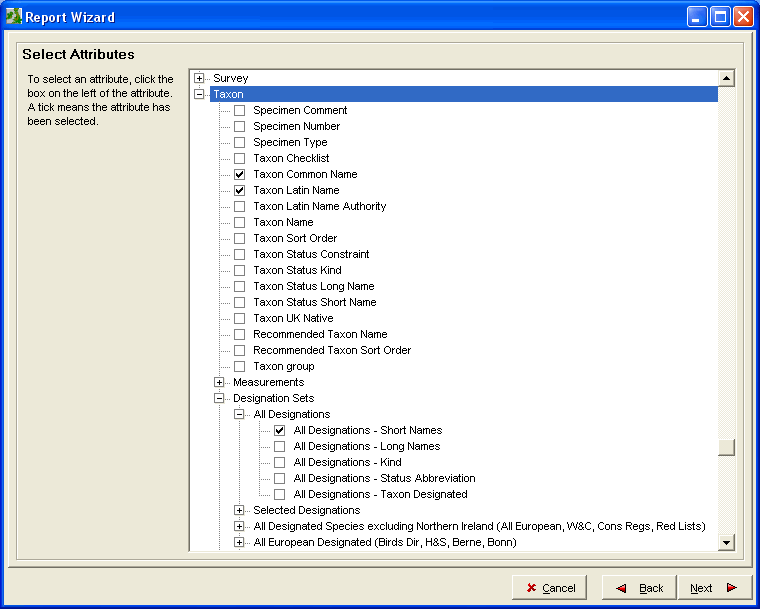 Report Wizard
Select Attributes
To select an attribute, click the
box on the left of the attribute.
A tick means the attribute has
been selected.
Survey
Taxon
Specimen Comment
Specimen Number
Specimen Type
Taxon Checklist
Taxon Common Name
Taxon Latin Name
Taxon Latin Name Authority
Taxon Name
Taxon Sort Order
Taxon Status Constraint
Taxon Status Kind
Taxon Status Long Name
Taxon Status Short Name
Taxon UK Native
Recommended Taxon Name
Recommended Taxon Sort Order
Taxon group
Measurements
Designation Sets
All Designations
All Designations - Short Names
All Designations - Long Names
All Designations - Kind
All Designations - Status Abbreviation
All Designations - Taxon Designated
Selected Designations
All Designated Species excluding Northern Ireland (All European, W&C, Cons Regs, Red Lists)
All European Designated (Birds Dir, H&S, Berne, Bonn)
Cancel
Back
Next